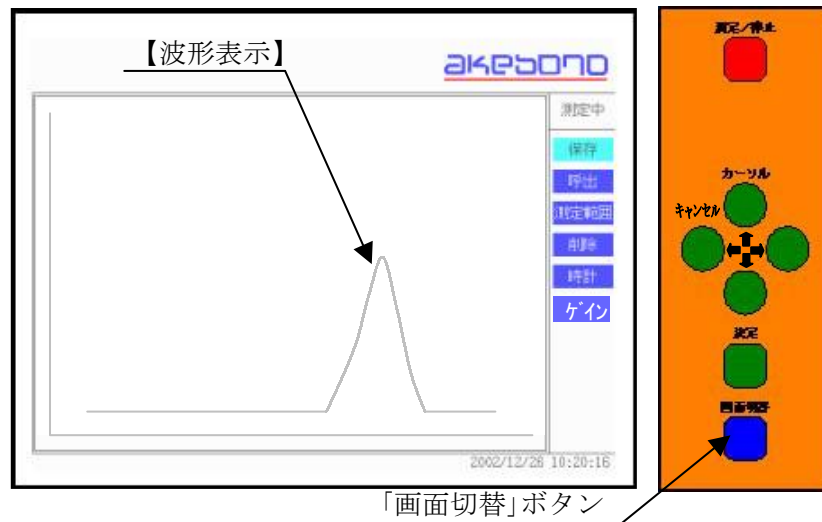 【波形表示】
akebono
測定中
保存
呼出
測定範囲
削除
時計
ゲイン
2002/12/26 10:20:16
測定/停止
カーソル
キャンセル
決定
画面切替
「画面切替」ボタン